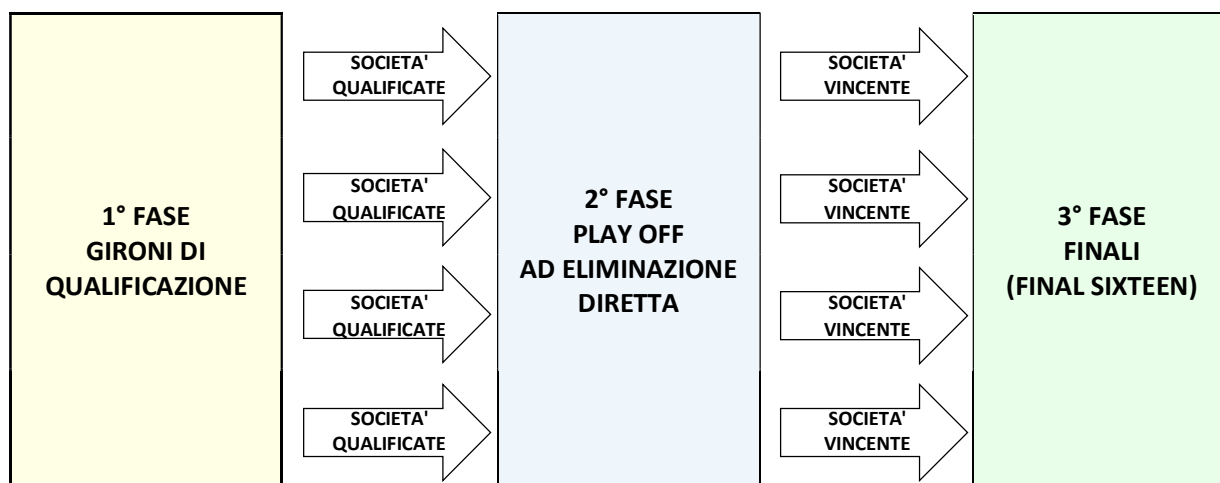 1° FASE
GIRONI DI
QUALIFICAZIONE
SOCIETA'
QUALIFICATE
SOCIETA'
QUALIFICATE
SOCIETA'
QUALIFICATE
SOCIETA'
QUALIFICATE
2° FASE
PLAY OFF
AD ELIMINAZIONE
DIRETTA
SOCIETA'
VINCENTE
SOCIETA'
VINCENTE
SOCIETA'
VINCENTE
SOCIETA'
VINCENTE
3° FASE
FINALI
(FINAL SIXTEEN)